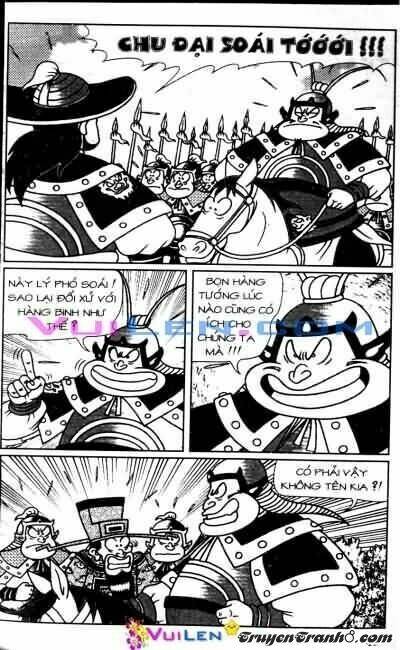 CHU ĐẠI SOÁI TỚỚỚI !!!
NÀY LÝ PHỔ SOÁI!
SAO LẠI ĐỐI XỬ VỚI
HÀNG BINH NHƯ
THẾ ?
BỌN HÀNG
TƯỚNG LÚC
NÀO CŨNG CÓ
ÍCH CHO
CHÚNG TA
MÀ !!!
VUILEN.COM
CÓ PHẢI VẬY
KHÔNG TÊN KIA ?!
VUILEN
TruyenTranh8.com